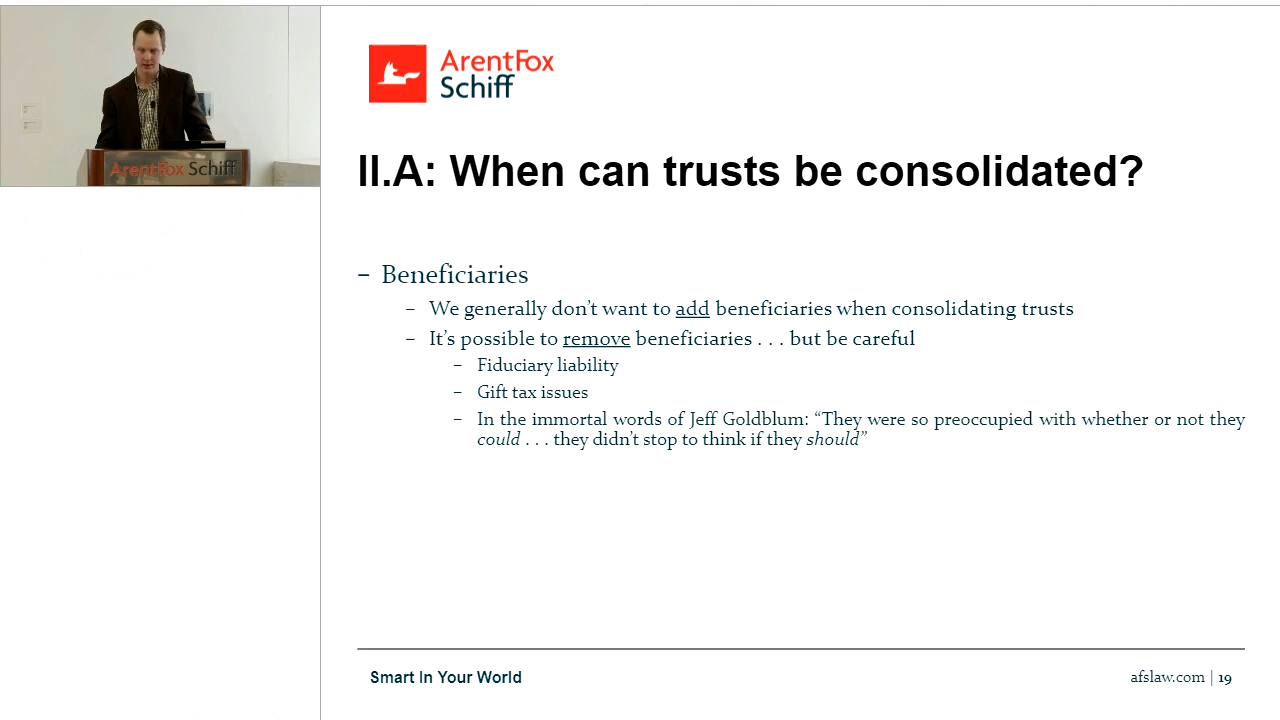 ArentFox Schiff
ArentFox
Schiff
II.A: When can trusts be consolidated?
– Beneficiaries
– We generally don’t want to add beneficiaries when consolidating trusts
– It’s possible to remove beneficiaries . . . but be careful
– Fiduciary liability
– Gift tax issues
– In the immortal words of Jeff Goldblum: “They were so preoccupied with whether or not they
could . . . they didn’t stop to think if they should”
Smart In Your World
afslaw.com | 19